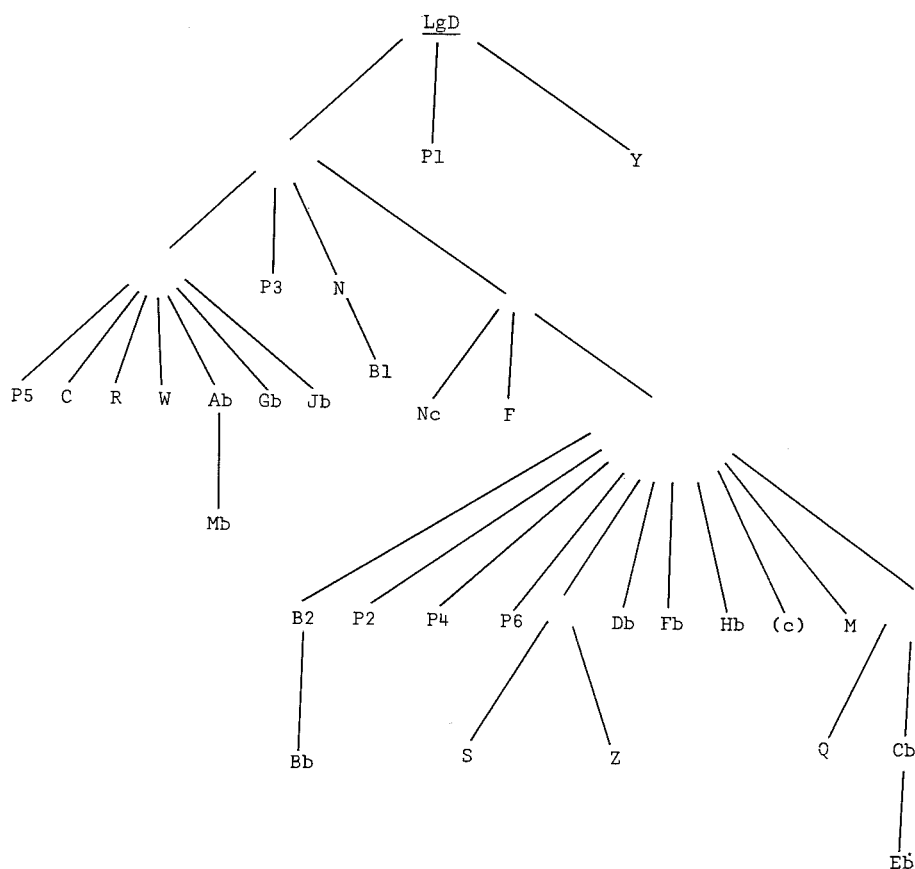 LgD
P1 Y
P3 N
B1
P5 C R W Ab Gb Jb
Nc F
Mb
B2 P2 P4 P6 Db Fb Hb (c) M
Bb S Z Q Cb
Eb